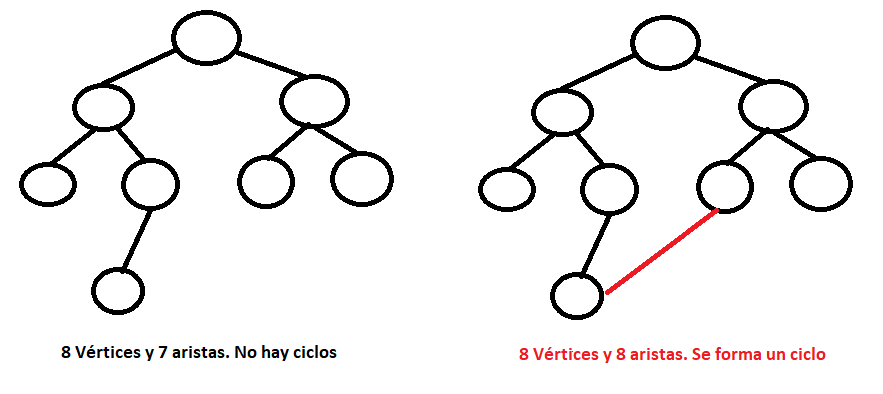 8 Vértices y 7 aristas. No hay ciclos
8 Vértices y 8 aristas. Se forma un ciclo